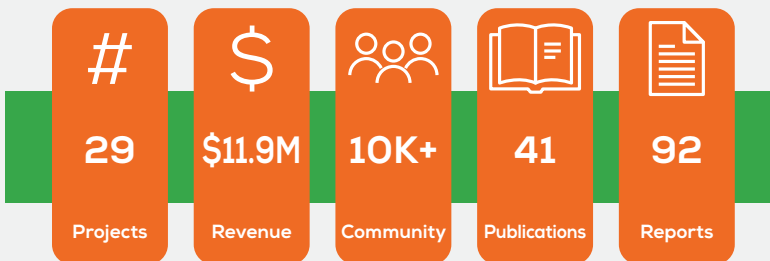 #
29
Projects
$
$11.9M
Revenue
10K+
Community
41
Publications
92
Reports